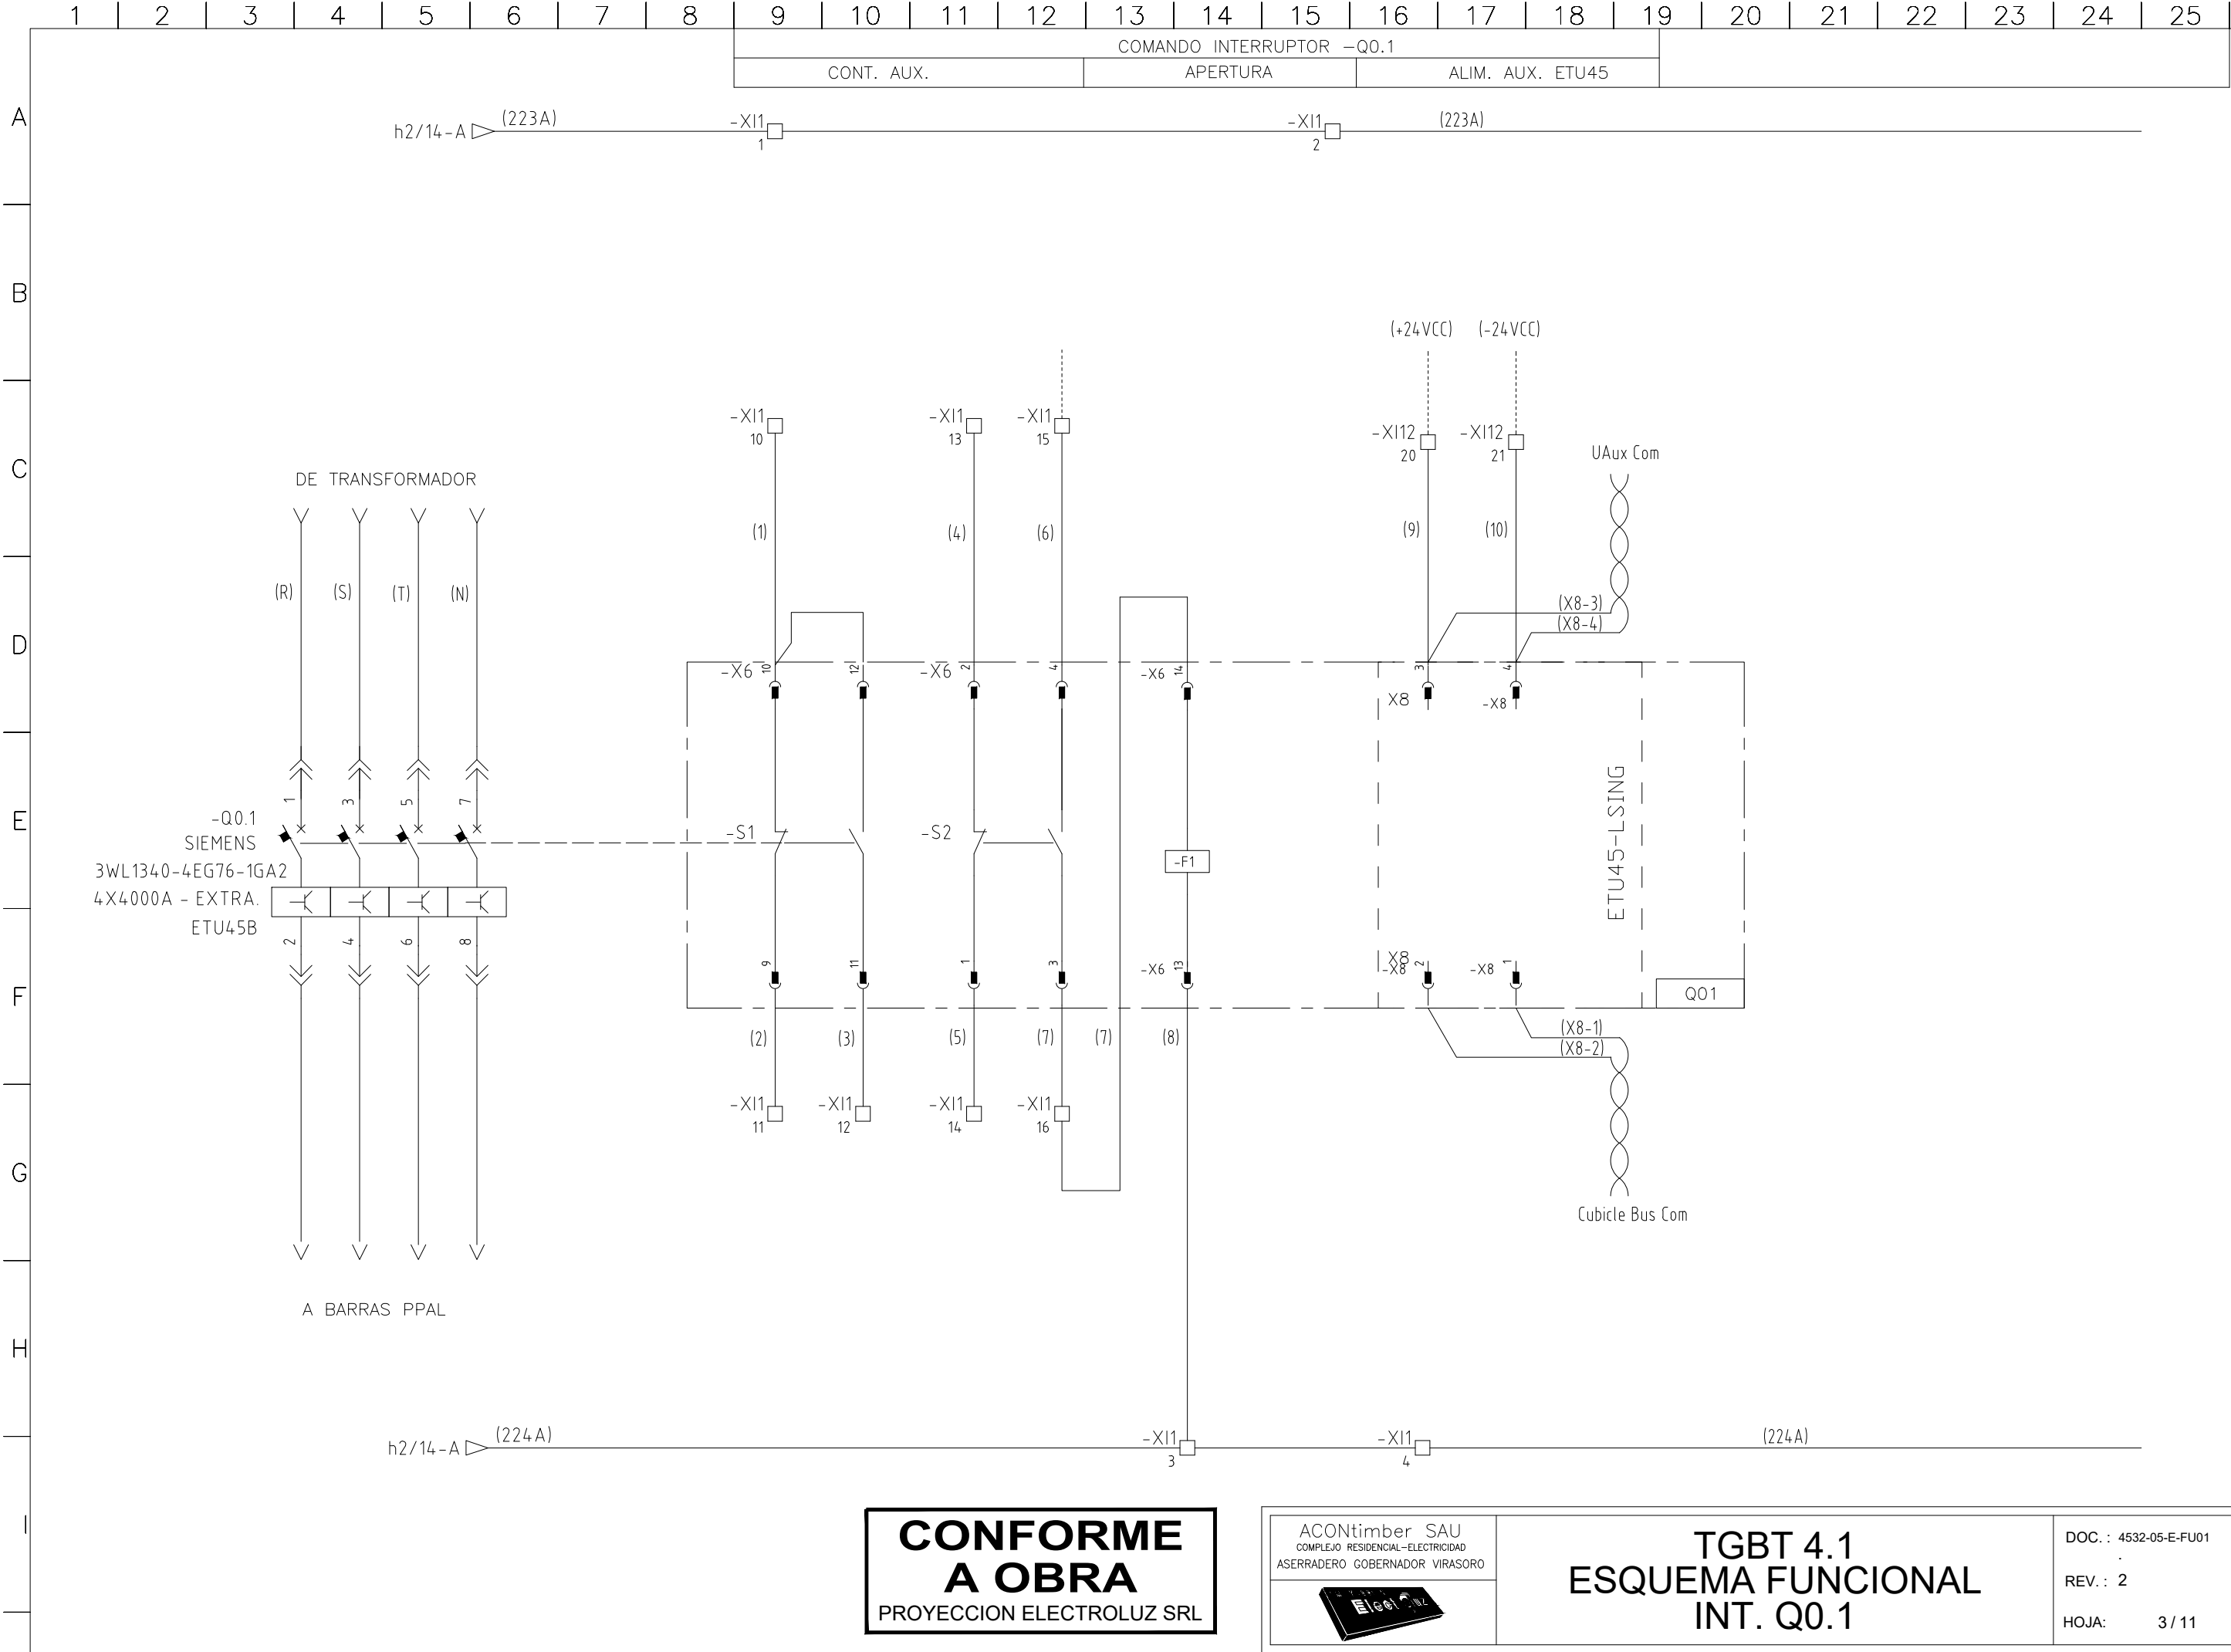 1 2 3 4 5 6 7 8 9 10 11 12 13 14 15 16 17 18 19 20 21 22 23 24 25
COMANDO INTERRUPTOR -Q0.1
CONT. AUX. APERTURA ALIM. AUX. ETU45
A
h2/14-A (223A) -XI1 1 -XI1 2 (223A)
B
(+24VCC) (-24VCC)
-XI1 10 -XI1 13 -XI1 15 -XI12 20 -XI12 21
UAux Com
C
DE TRANSFORMADOR
(1) (4) (6) (9) (10)
(R) (S) (T) (N)
(X8-3)
(X8-4)
D
-X6 10 12 -X6 2 4 -X6 14 3 4
X8 -X8
1 3 5 7
E
-Q0.1
SIEMENS
3WL1340-4EG76-1GA2
4X4000A - EXTRA.
ETU45B
-S1 -S2 -F1
ETU45-LSING
2 4 6 8
9 11 1 3 -X6 13 X8 -X8 2 -X8 1
F
Q01
(2) (3) (5) (7) (7) (8)
(X8-1)
(X8-2)
-XI1 11 -XI1 12 -XI1 14 -XI1 16
G
Cubicle Bus Com
A BARRAS PPAL
H
h2/14-A (224A) -XI1 3 -XI1 4 (224A)
I
CONFORME
A OBRA
PROYECCION ELECTROLUZ SRL
ACONtimber SAU
COMPLEJO RESIDENCIAL-ELECTRICIDAD
ASERRADERO GOBERNADOR VIRASORO
TGBT 4.1
ESQUEMA FUNCIONAL
INT. Q0.1
DOC. : 4532-05-E-FU01
.
REV. : 2
HOJA: 3 / 11